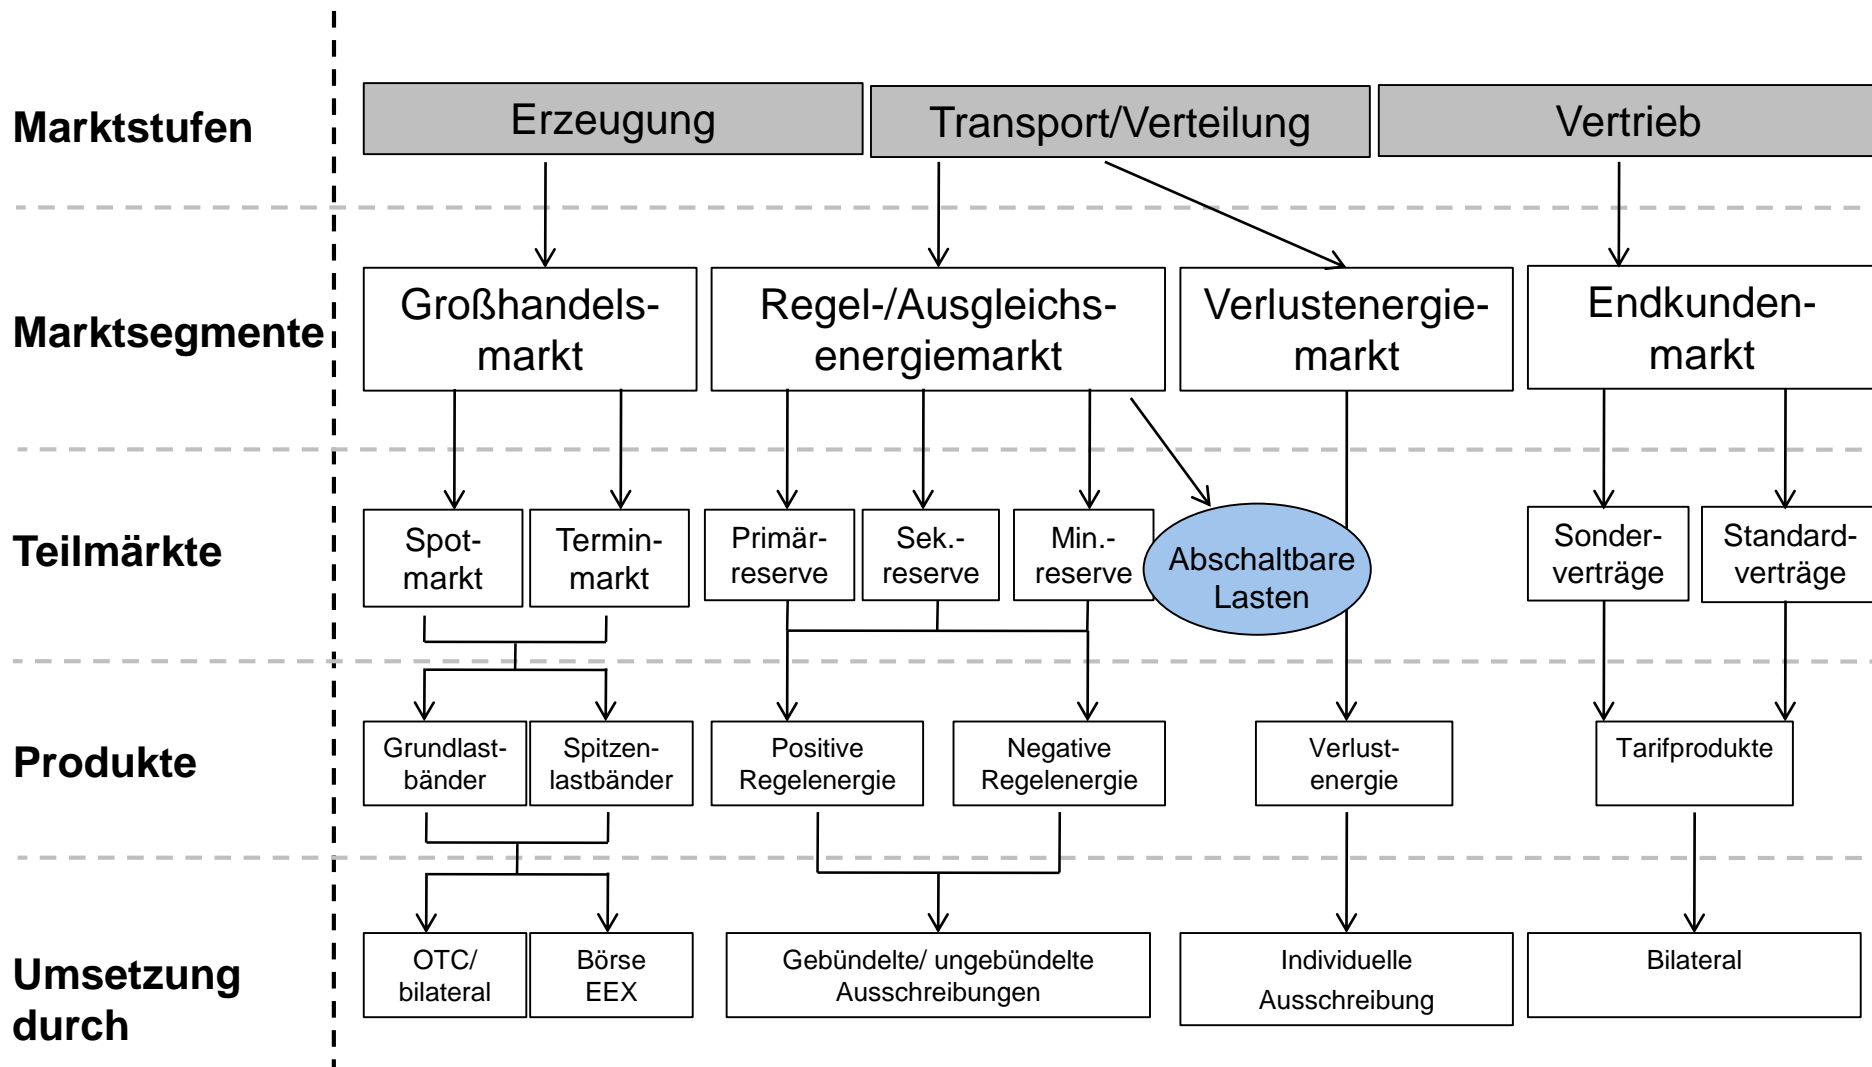 Marktstufen
Erzeugung
Transport/Verteilung
Vertrieb
Marktsegmente
Großhandels-
markt
Regel-/Ausgleichs-
energiemarkt
Verlustenergie-
markt
Endkunden-
markt
Teilmärkte
Spot-
markt
Termin-
markt
Primär-
reserve
Sek.-
reserve
Min.-
reserve
Abschaltbare
Lasten
Sonder-
verträge
Standard-
verträge
Produkte
Grundlast-
bänder
Spitzen-
lastbänder
Positive
Regelenergie
Negative
Regelenergie
Verlust-
energie
Tarifprodukte
Umsetzung
durch
OTC/
bilateral
Börse
EEX
Gebündelte/ ungebündelte
Ausschreibungen
Individuelle
Ausschreibung
Bilateral